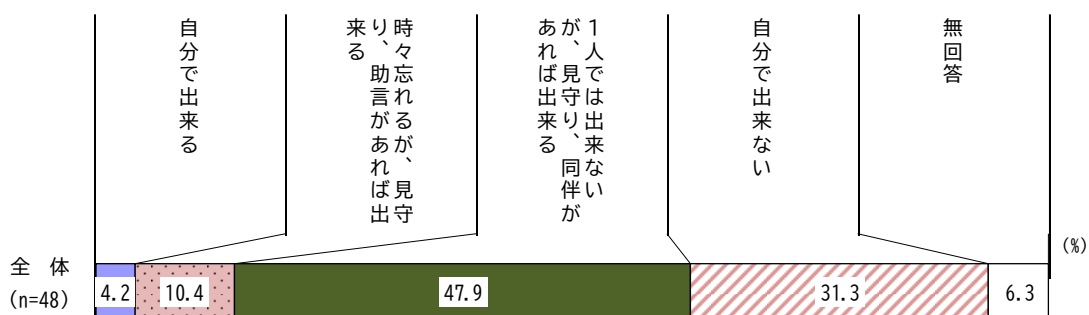 自分で出来る
時々忘れるが、見守
り、助言があれば出
来る
1人では出来ない
が、見守り、同伴が
あれば出来る
自分で出来ない
無回答
(%)
全 体
(n=48)
4.2
10.4
47.9
31.3
6.3